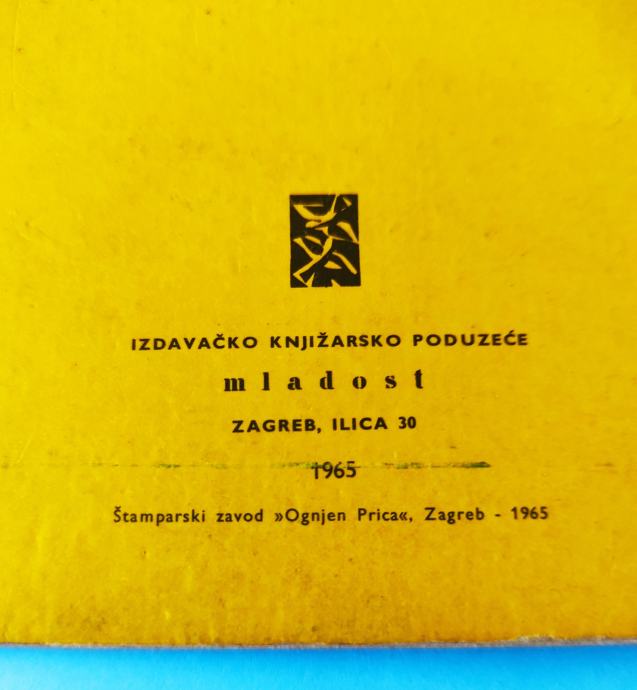 IZDAVAČKO KNJIŽARSKO PODUZEĆE
mladost
ZAGREB, ILICA 30
1965
Štamparski zavod »Ognjen Prica«, Zagreb - 1965